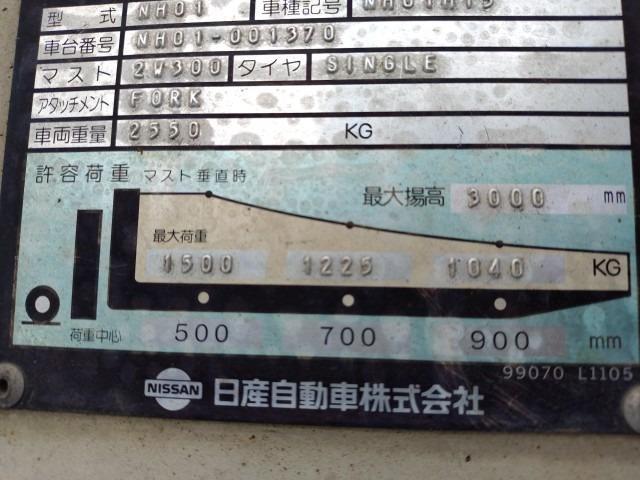 型式 NH01 車種記号 NH01H15
車台番号 NH01-001370
マスト 2W300 タイヤ SINGLE
アタッチメント FORK
車両重量 2550 KG
許容荷重 マスト垂直時
最大揚高 3000 mm
最大荷重
1500 1225 1040 KG
荷重中心 500 700 900 mm
99070 L1105
NISSAN 日産自動車株式会社